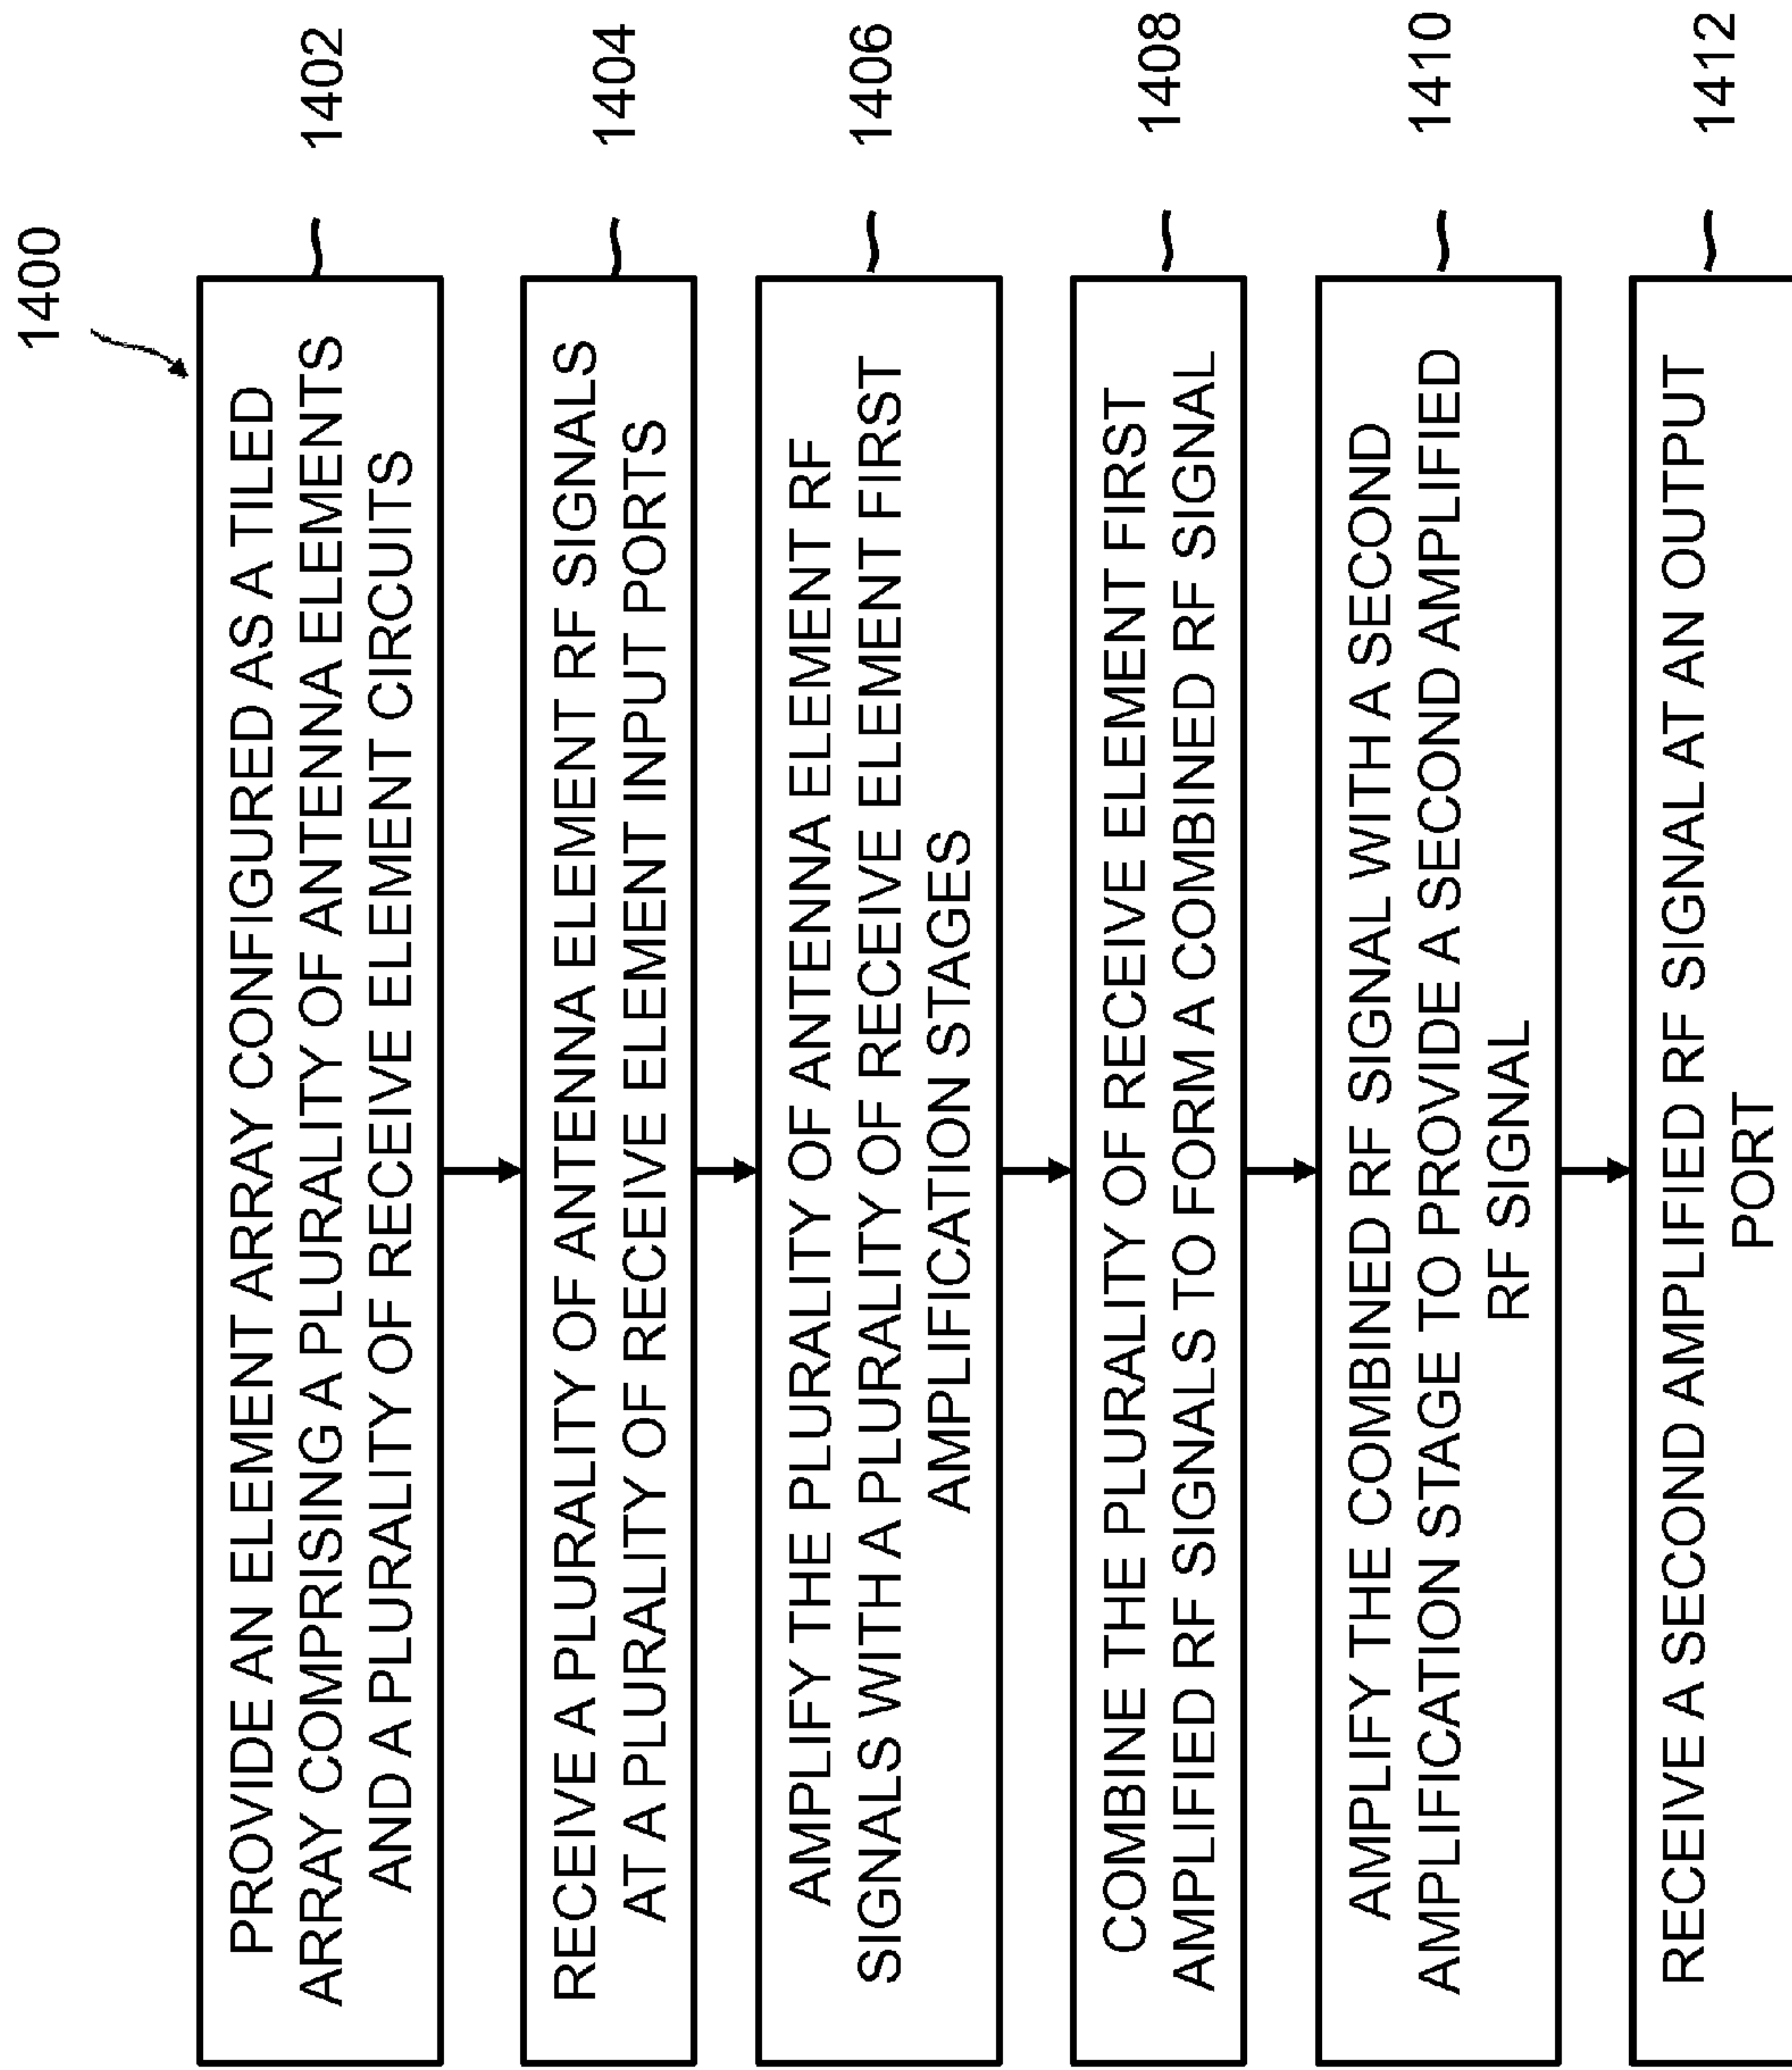 1400
PROVIDE AN ELEMENT ARRAY CONFIGURED AS A TILED
ARRAY COMPRISING A PLURALITY OF ANTENNA ELEMENTS
AND A PLURALITY OF RECEIVE ELEMENT CIRCUITS
1402
RECEIVE A PLURALITY OF ANTENNA ELEMENT RF SIGNALS
AT A PLURALITY OF RECEIVE ELEMENT INPUT PORTS
1404
AMPLIFY THE PLURALITY OF ANTENNA ELEMENT RF
SIGNALS WITH A PLURALITY OF RECEIVE ELEMENT FIRST
AMPLIFICATION STAGES
1406
COMBINE THE PLURALITY OF RECEIVE ELEMENT FIRST
AMPLIFIED RF SIGNALS TO FORM A COMBINED RF SIGNAL
1408
AMPLIFY THE COMBINED RF SIGNAL WITH A SECOND
AMPLIFICATION STAGE TO PROVIDE A SECOND AMPLIFIED
RF SIGNAL
1410
RECEIVE A SECOND AMPLIFIED RF SIGNAL AT AN OUTPUT
PORT
1412